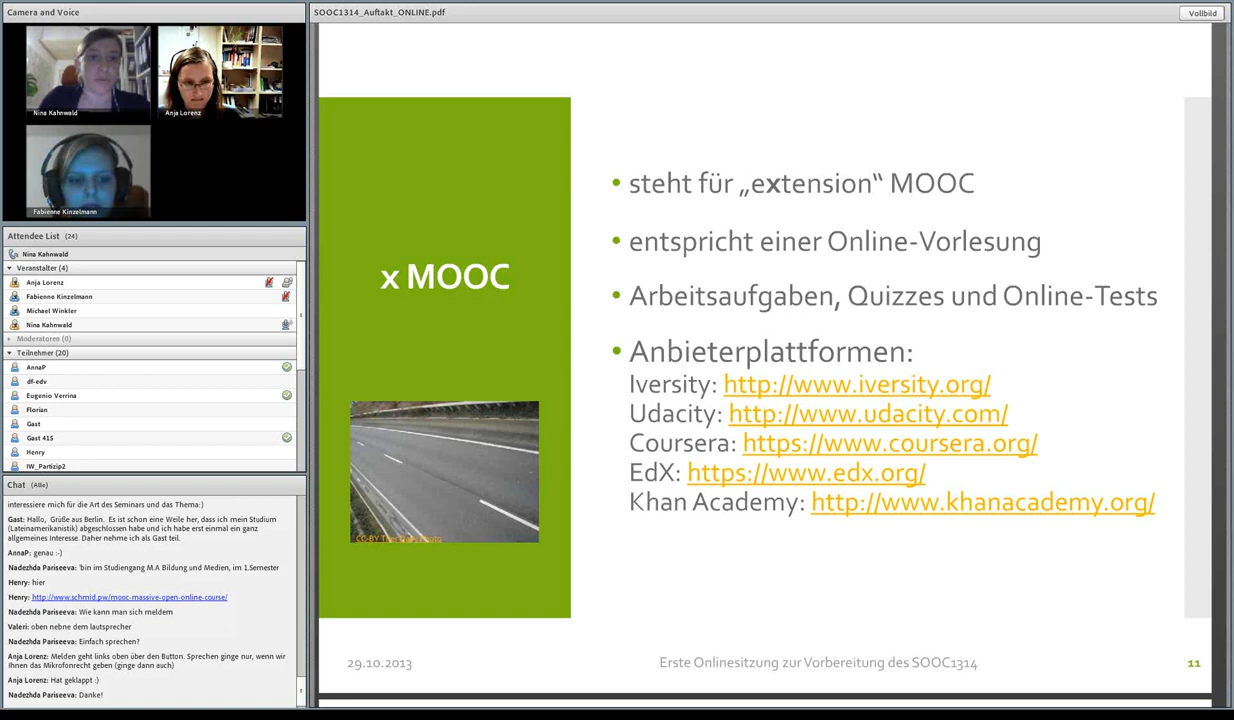 Camera and Voice
Nina Kahnwald
Anja Lorenz
Fabienne Kinzelmann
Attendee List (24)
Nina Kahnwald
Veranstalter (4)
Anja Lorenz
Fabienne Kinzelmann
Michael Winkler
Nina Kahnwald
Moderatoren (0)
Teilnehmer (20)
AnnaP
df-edv
Eugenio Verrina
Florian
Gast
Gast 415
Henry
IW_Partizip2
Chat (Alle)
interessiere mich für die Art des Seminars und das Thema:)
Gast: Hallo, Grüße aus Berlin. Es ist schon eine Weile her, dass ich mein Studium
(Lateinamerikanistik) abgeschlossen habe und ich habe erst einmal ein ganz
allgemeines Interesse. Daher nehme ich als Gast teil.
AnnaP: genau :-)
Nadezhda Pariseeva: 'bin im Studiengang M.A Bildung und Medien, im 1.Semester
Henry: hier
Henry: http://www.schmid.pw/mooc-massive-open-online-course/
Nadezhda Pariseeva: Wie kann man sich meldem
Valeri: oben nebne dem lautsprecher
Nadezhda Pariseeva: Einfach sprechen?
Anja Lorenz: Melden geht links oben über den Button. Sprechen ginge nur, wenn wir
Ihnen das Mikrofonrecht geben (ginge dann auch)
Anja Lorenz: Hat geklappt :)
Nadezhda Pariseeva: Danke!
SOOC1314_Auftakt_ONLINE.pdf
Vollbild
x MOOC
CC-BY
Photo
• steht für „extension“ MOOC
• entspricht einer Online-Vorlesung
• Arbeitsaufgaben, Quizzes und Online-Tests
• Anbieterplattformen:
Iversity: http://www.iversity.org/
Udacity: http://www.udacity.com/
Coursera: https://www.coursera.org/
EdX: https://www.edx.org/
Khan Academy: http://www.khanacademy.org/
29.10.2013
Erste Onlinesitzung zur Vorbereitung des SOOC1314
11